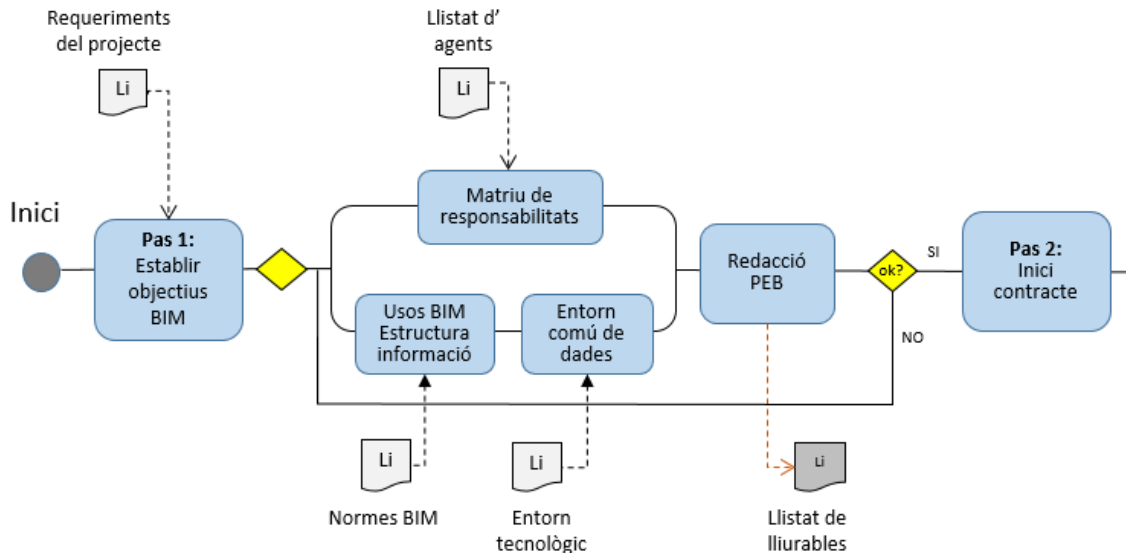 Requeriments
del projecte
Li
Llistat d’
agents
Li
Inici
Pas 1:
Establir
objectius
BIM
Matriu de
responsabilitats
Usos BIM
Estructura
informació
Entorn
comú de
dades
Redacció
PEB
ok?
SI
NO
Pas 2:
Inici
contracte
Li
Normes BIM
Li
Entorn
tecnològic
Li
Llistat de
lliurables